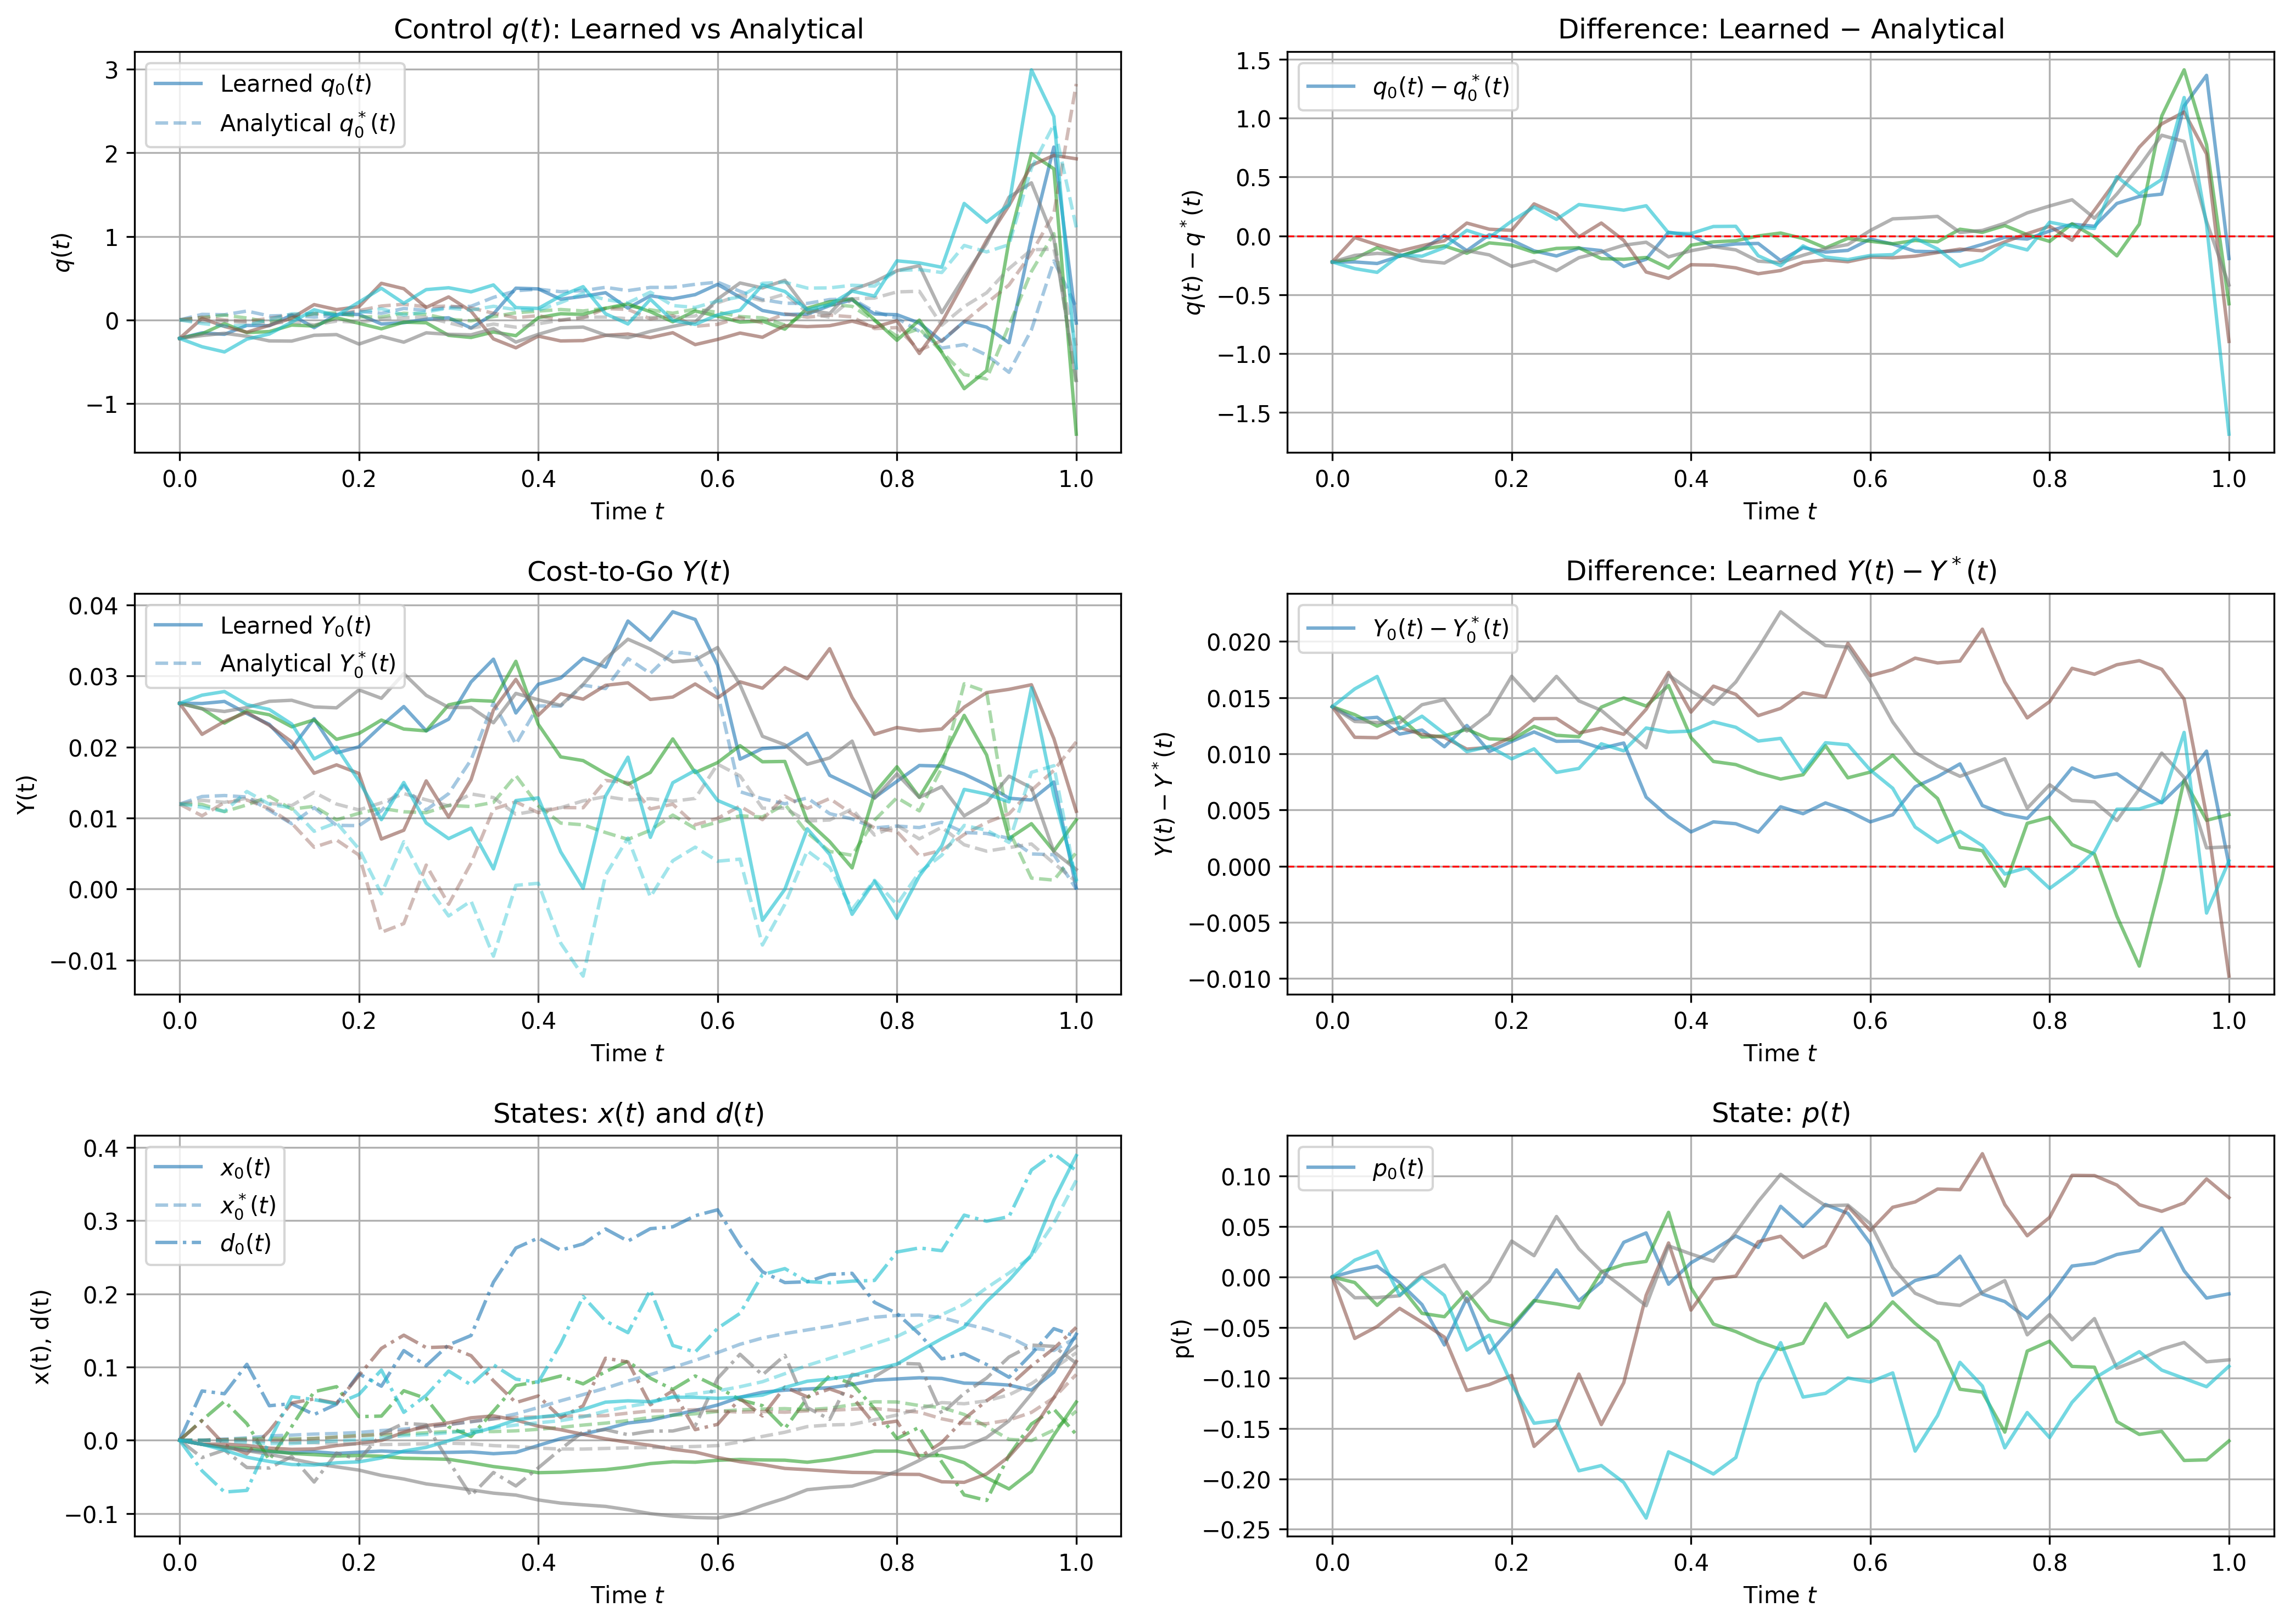 Control q(t): Learned vs Analytical
Learned q₀(t)
Analytical q₀*(t)
3
2
1
0
−1
q(t)
0.0 0.2 0.4 0.6 0.8 1.0
Time t
Difference: Learned − Analytical
q₀(t) − q₀*(t)
1.5
1.0
0.5
0.0
−0.5
−1.0
−1.5
q(t) − q*(t)
0.0 0.2 0.4 0.6 0.8 1.0
Time t
Cost-to-Go Y(t)
Learned Y₀(t)
Analytical Y₀*(t)
0.04
0.03
0.02
0.01
0.00
−0.01
Y(t)
0.0 0.2 0.4 0.6 0.8 1.0
Time t
Difference: Learned Y(t) − Y*(t)
Y₀(t) − Y₀*(t)
0.020
0.015
0.010
0.005
0.000
−0.005
−0.010
Y(t) − Y*(t)
0.0 0.2 0.4 0.6 0.8 1.0
Time t
States: x(t) and d(t)
x₀(t)
x₀*(t)
d₀(t)
0.4
0.3
0.2
0.1
0.0
−0.1
x(t), d(t)
0.0 0.2 0.4 0.6 0.8 1.0
Time t
State: p(t)
p₀(t)
0.10
0.05
0.00
−0.05
−0.10
−0.15
−0.20
−0.25
p(t)
0.0 0.2 0.4 0.6 0.8 1.0
Time t